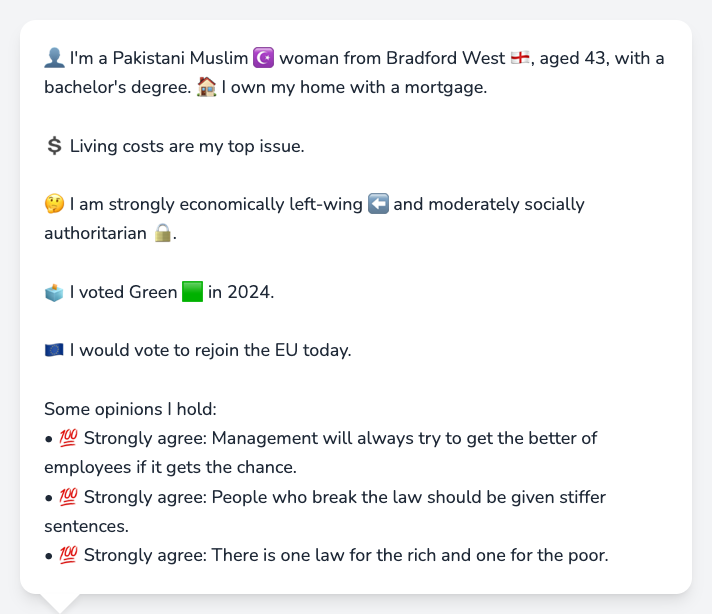 👤 I'm a Pakistani Muslim ☪️ woman from Bradford West 🏴󠁧󠁢󠁥󠁮󠁧󠁿, aged 43, with a
bachelor's degree. 🏠 I own my home with a mortgage.
💲 Living costs are my top issue.
🤔 I am strongly economically left-wing ⬅️ and moderately socially
authoritarian 🔒.
🗳️ I voted Green 🟩 in 2024.
🇪🇺 I would vote to rejoin the EU today.
Some opinions I hold:
• 💯 Strongly agree: Management will always try to get the better of
employees if it gets the chance.
• 💯 Strongly agree: People who break the law should be given stiffer
sentences.
• 💯 Strongly agree: There is one law for the rich and one for the poor.